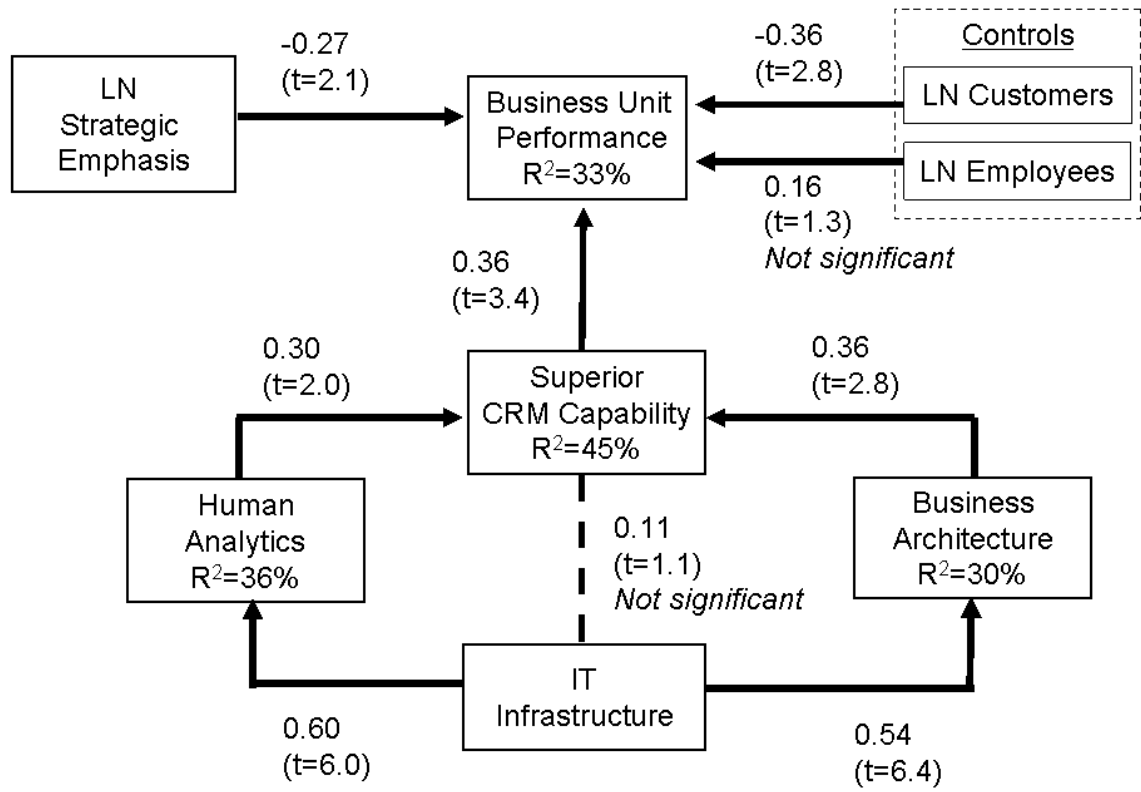 -0.27
(t=2.1)
-0.36
(t=2.8)
Controls
LN
Strategic
Emphasis
Business Unit
Performance
R²=33%
LN Customers
LN Employees
0.16
(t=1.3)
Not significant
0.36
(t=3.4)
0.30
(t=2.0)
Superior
CRM Capability
R²=45%
0.36
(t=2.8)
Human
Analytics
R²=36%
0.11
(t=1.1)
Not significant
Business
Architecture
R²=30%
IT
Infrastructure
0.60
(t=6.0)
0.54
(t=6.4)